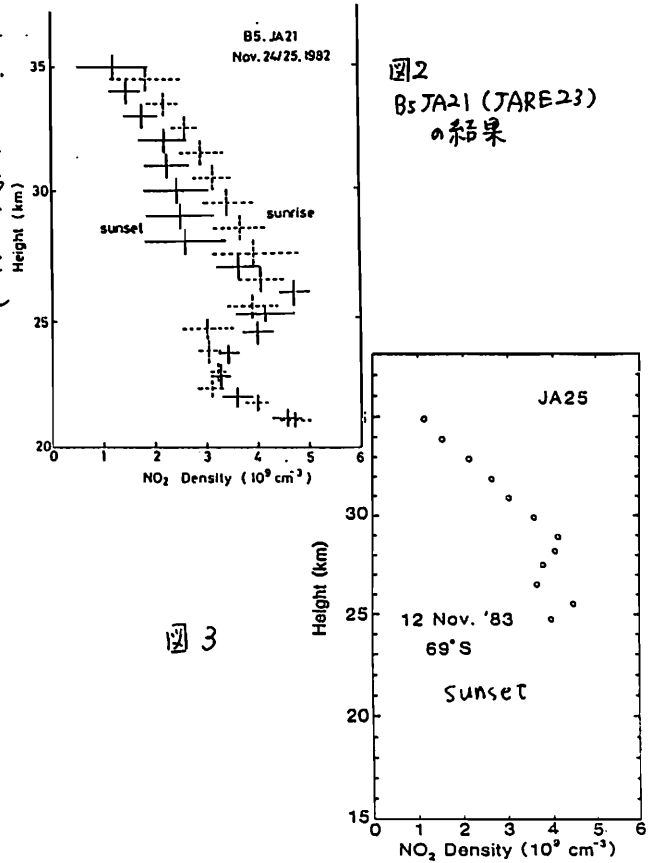 B5. JA21
Nov. 24/25, 1982
35
30
25
20
Height (km)
sunset
sunrise
0 1 2 3 4 5 6
NO₂ Density (10⁹ cm⁻³)
図2
B5 JA21 (JARE23)
の結果
図3
JA25
30
25
20
15
Height (km)
12 Nov. '83
69°S
sunset
0 1 2 3 4 5 6
NO₂ Density (10⁹ cm⁻³)